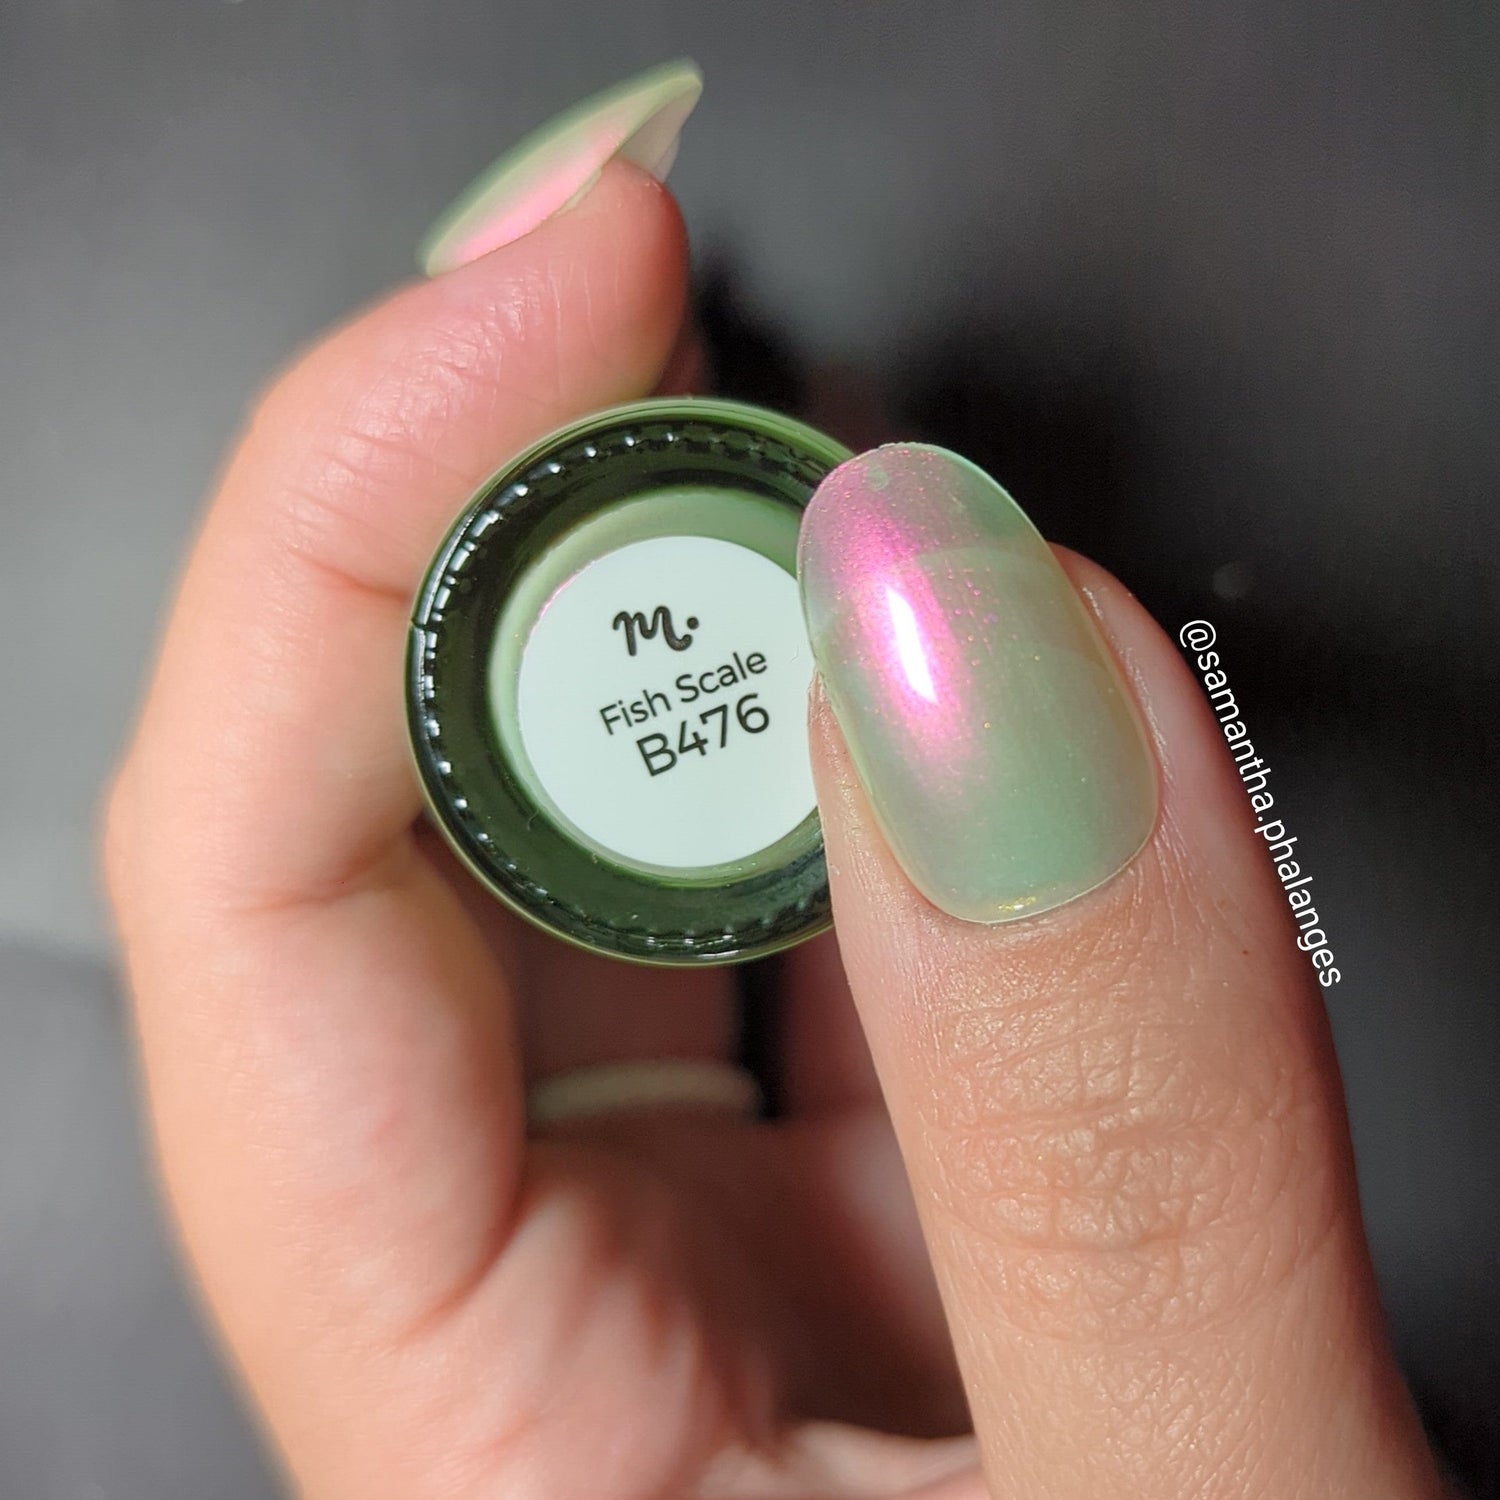 m.
Fish Scale
B476
@samantha.phalanges